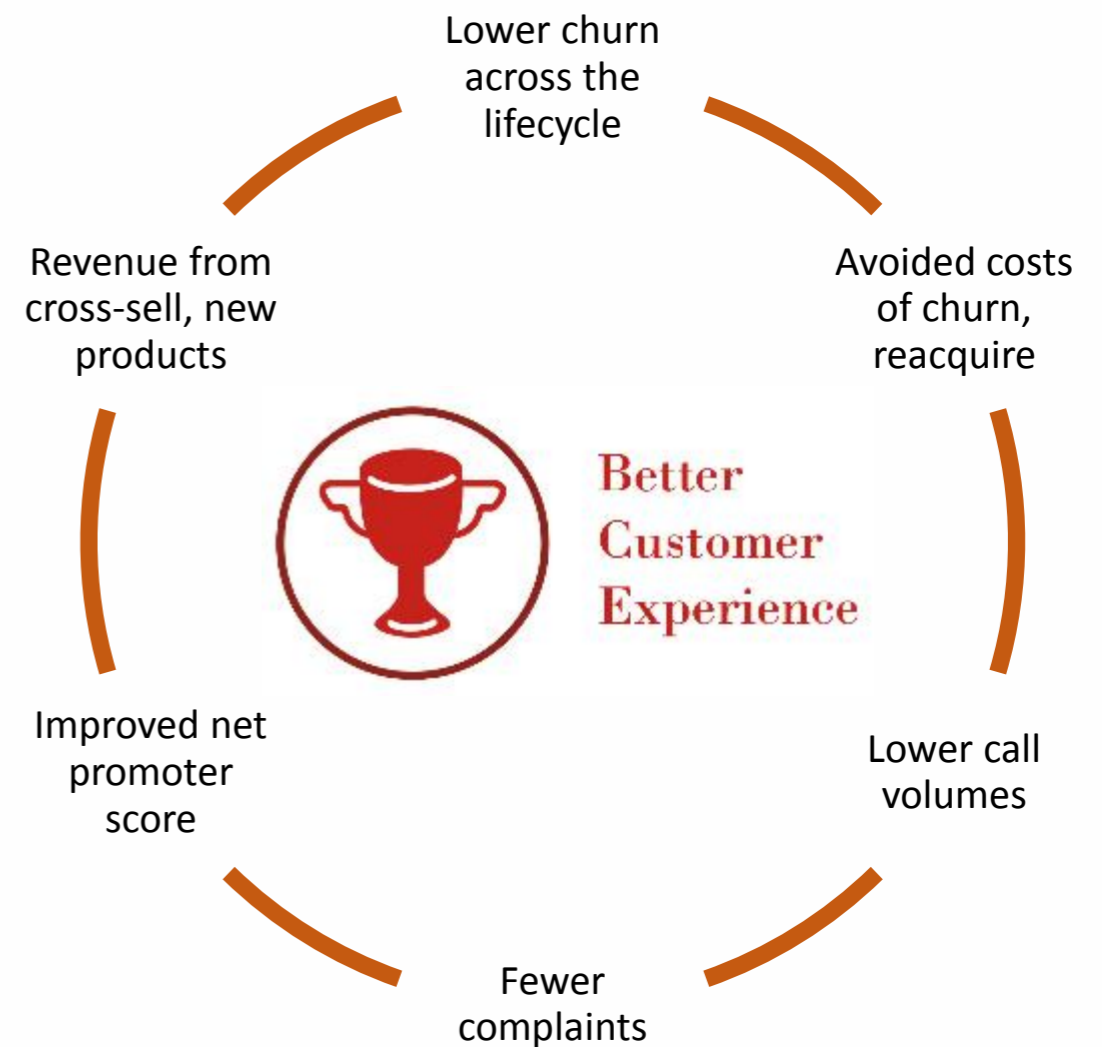 Lower churn
across the
lifecycle
Avoided costs
of churn,
reacquire
Lower call
volumes
Fewer
complaints
Improved net
promoter
score
Revenue from
cross-sell, new
products
Better
Customer
Experience